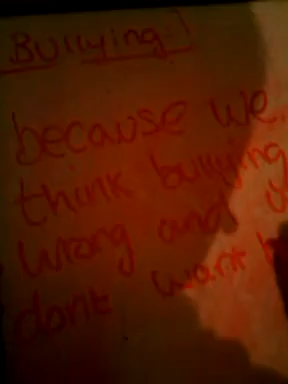 Bullying:]
because we
think bullying
wrong and
dont want